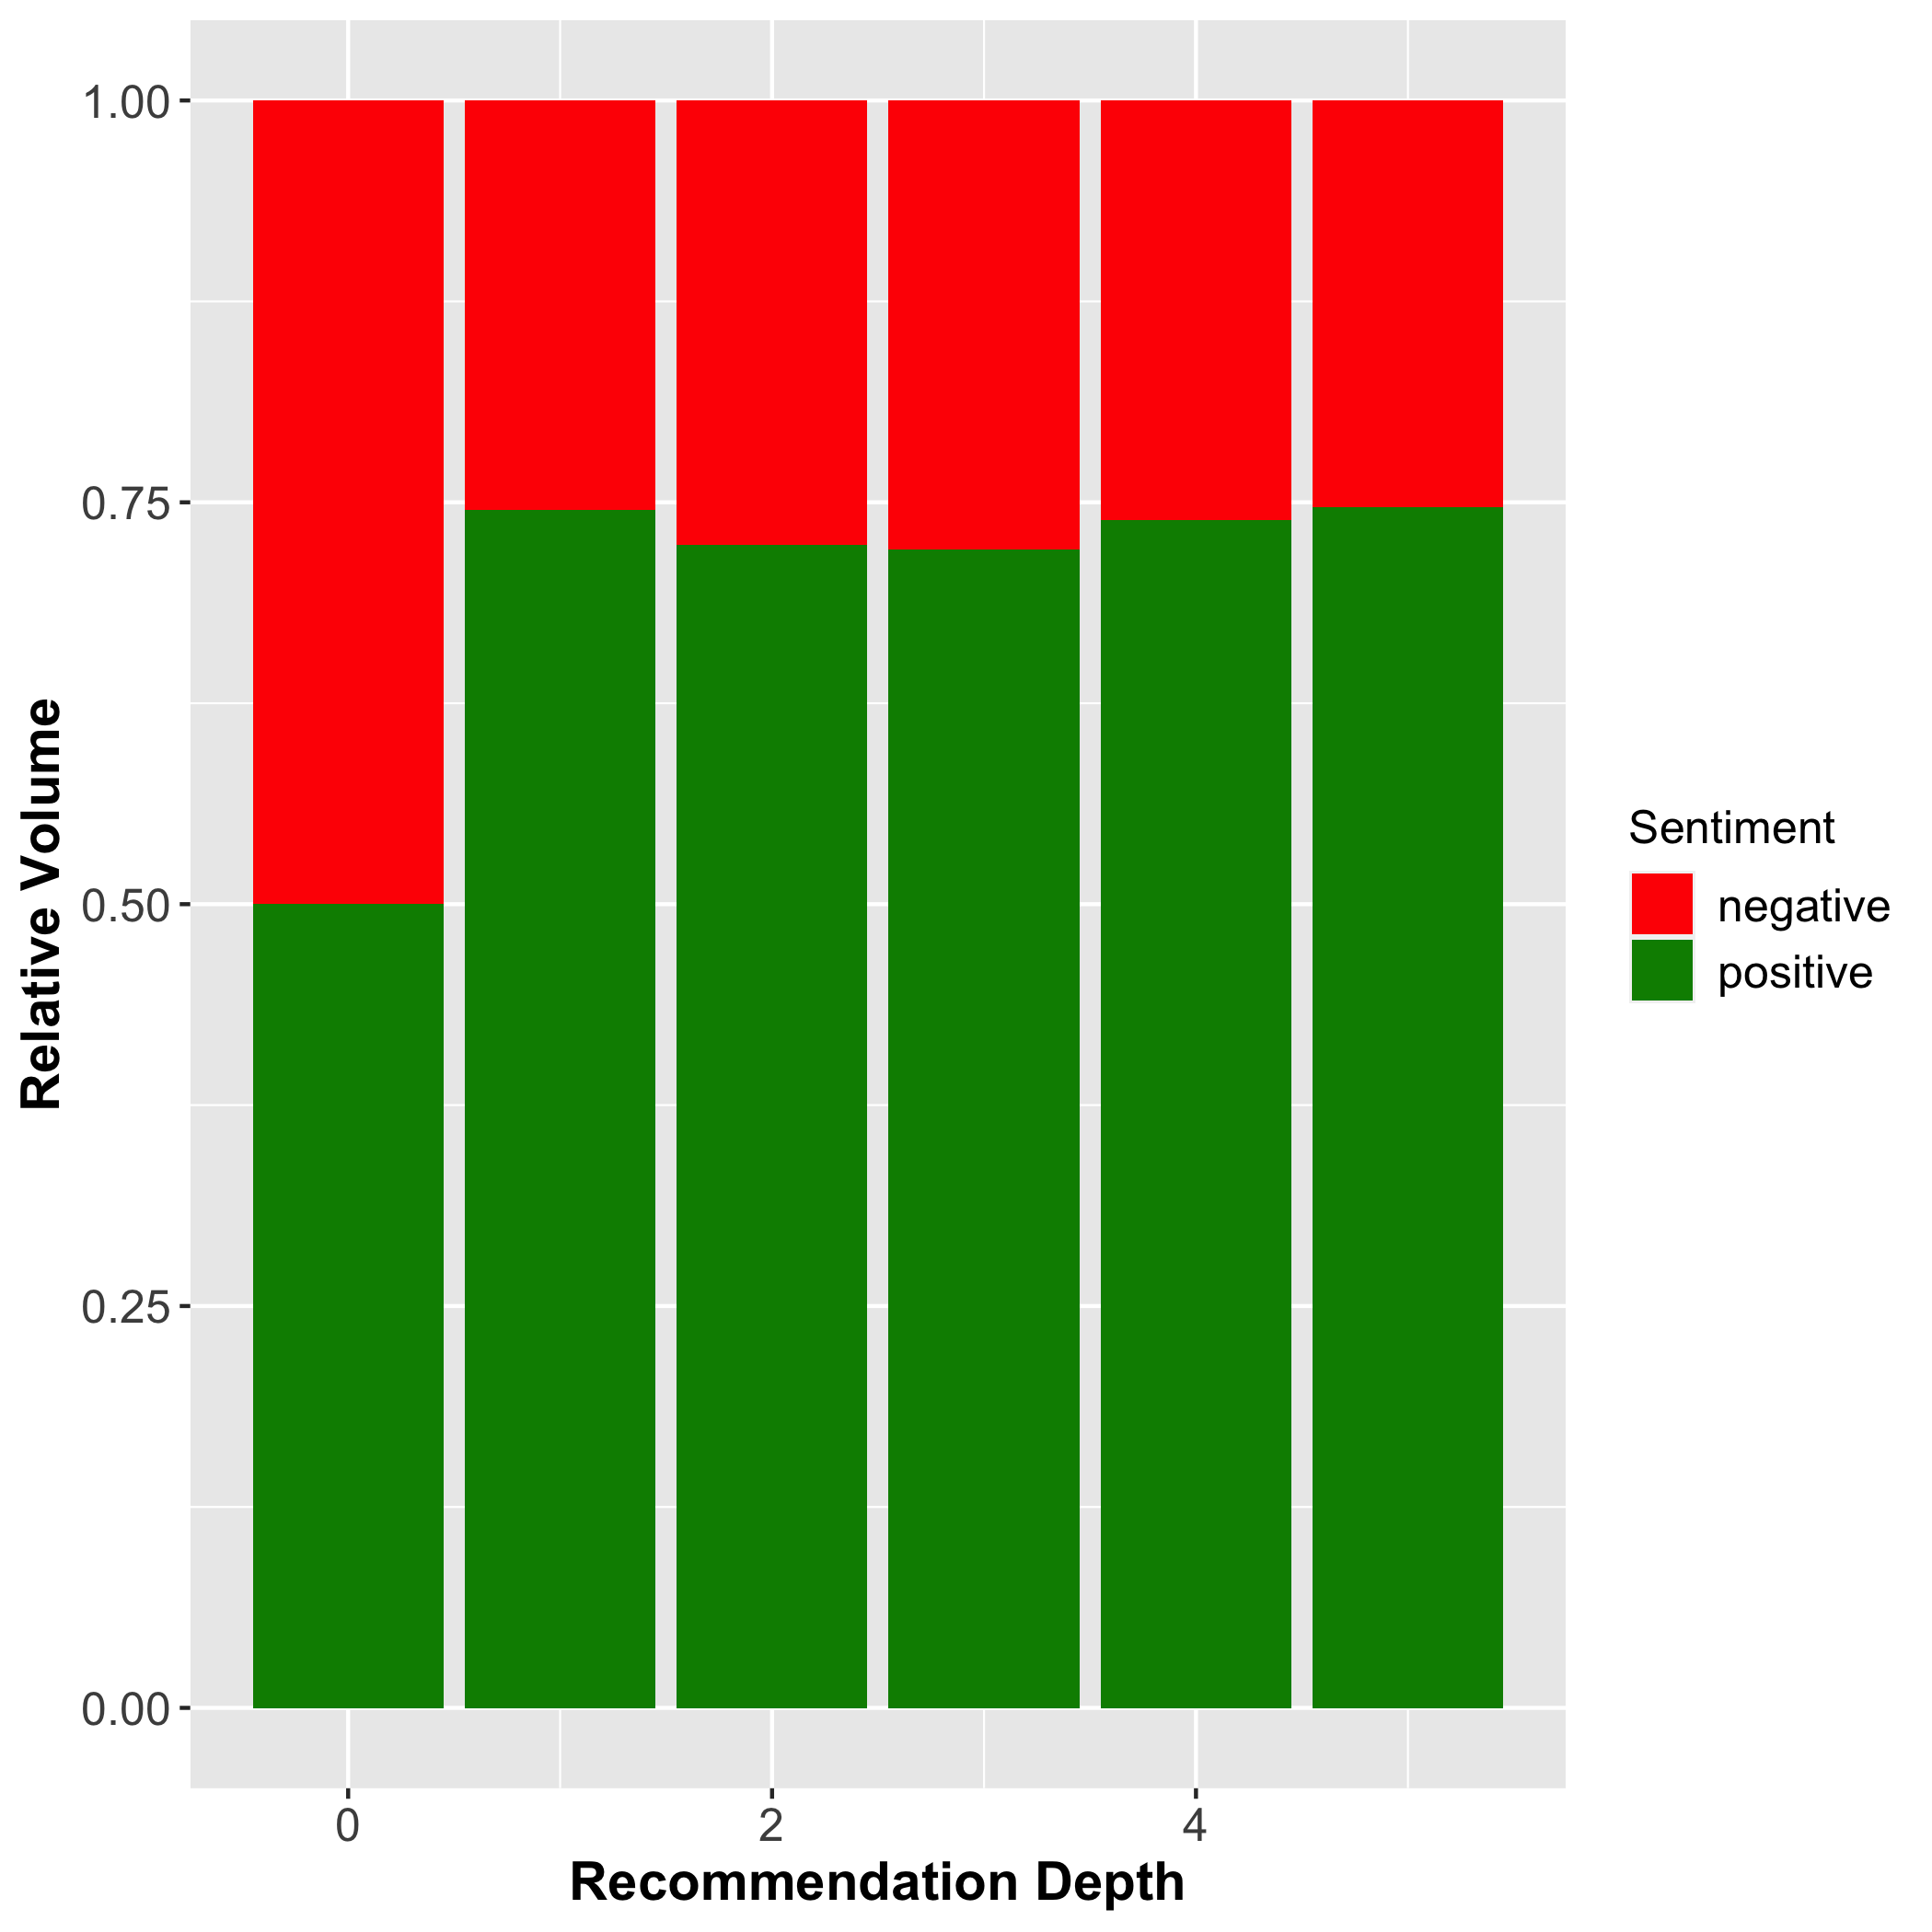 1.00
0.75
0.50
0.25
0.00
Relative Volume
0
2
4
Recommendation Depth
Sentiment
negative
positive